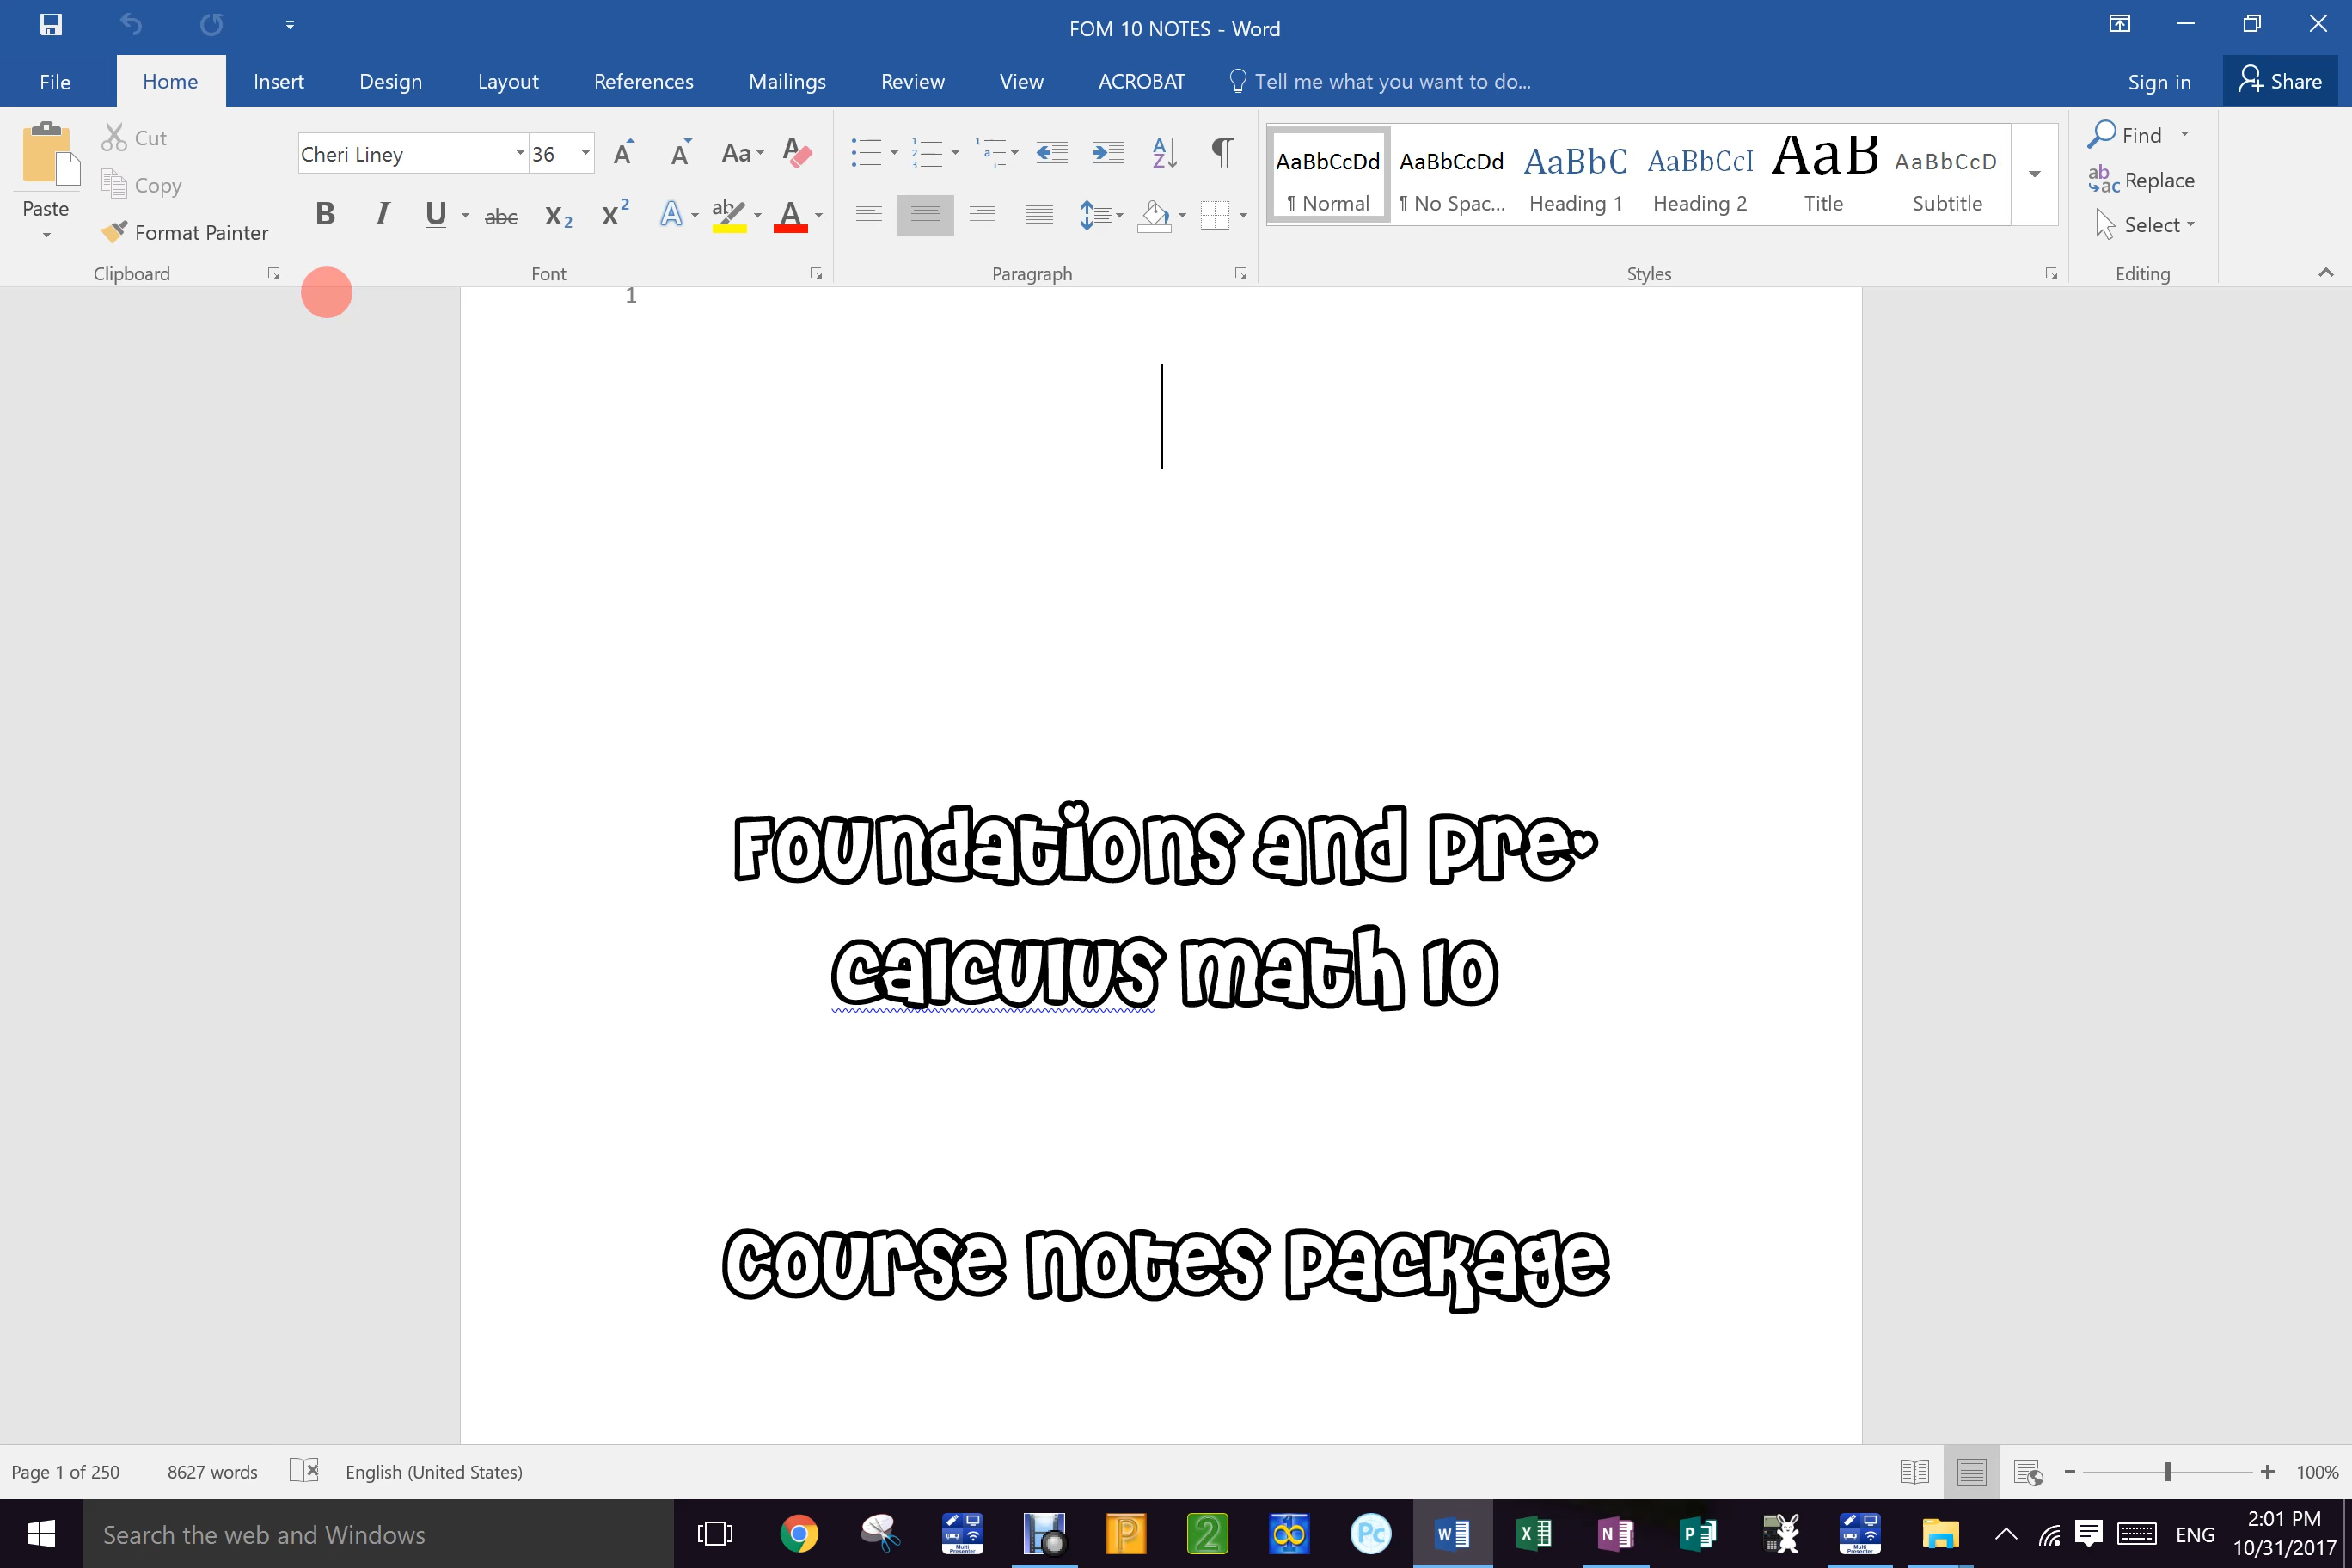 FOM 10 NOTES - Word
File Home Insert Design Layout References Mailings Review View ACROBAT Tell me what you want to do... Sign in Share
Paste Cut Copy Format Painter Clipboard
Cheri Liney 36 Font
Paragraph
AaBbCcDd AaBbCcDd AaBbC AaBbCcI AaB AaBbCcD
¶ Normal ¶ No Spac... Heading 1 Heading 2 Title Subtitle
Styles
Find Replace Select Editing
1
Foundations and Pre-
Calculus Math 10
Course Notes Package
Page 1 of 250 8627 words English (United States) 100%
Search the web and Windows
ENG 2:01 PM
10/31/2017